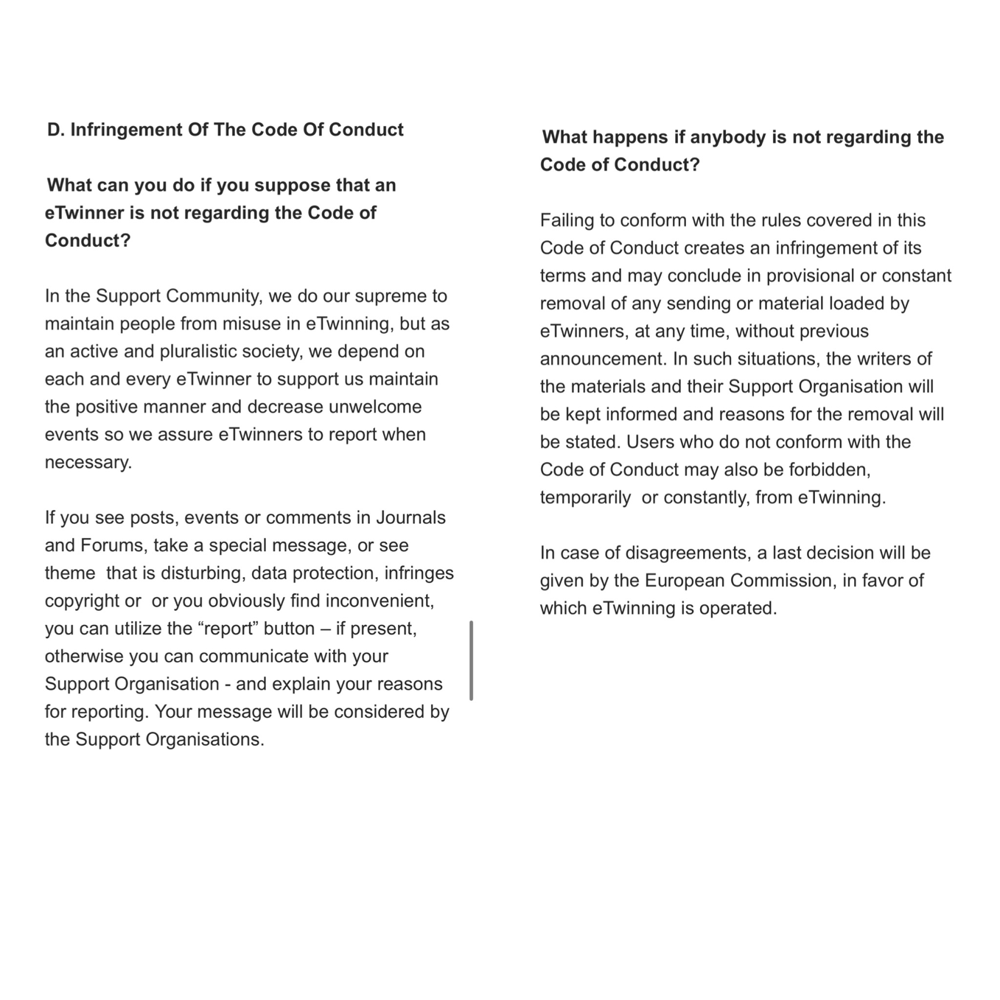 D. Infringement Of The Code Of Conduct
What can you do if you suppose that an
eTwinner is not regarding the Code of
Conduct?
In the Support Community, we do our supreme to
maintain people from misuse in eTwinning, but as
an active and pluralistic society, we depend on
each and every eTwinner to support us maintain
the positive manner and decrease unwelcome
events so we assure eTwinners to report when
necessary.
If you see posts, events or comments in Journals
and Forums, take a special message, or see
theme  that is disturbing, data protection, infringes
copyright or  or you obviously find inconvenient,
you can utilize the “report” button – if present,
otherwise you can communicate with your
Support Organisation - and explain your reasons
for reporting. Your message will be considered by
the Support Organisations.
What happens if anybody is not regarding the
Code of Conduct?
Failing to conform with the rules covered in this
Code of Conduct creates an infringement of its
terms and may conclude in provisional or constant
removal of any sending or material loaded by
eTwinners, at any time, without previous
announcement. In such situations, the writers of
the materials and their Support Organisation will
be kept informed and reasons for the removal will
be stated. Users who do not conform with the
Code of Conduct may also be forbidden,
temporarily  or constantly, from eTwinning.
In case of disagreements, a last decision will be
given by the European Commission, in favor of
which eTwinning is operated.